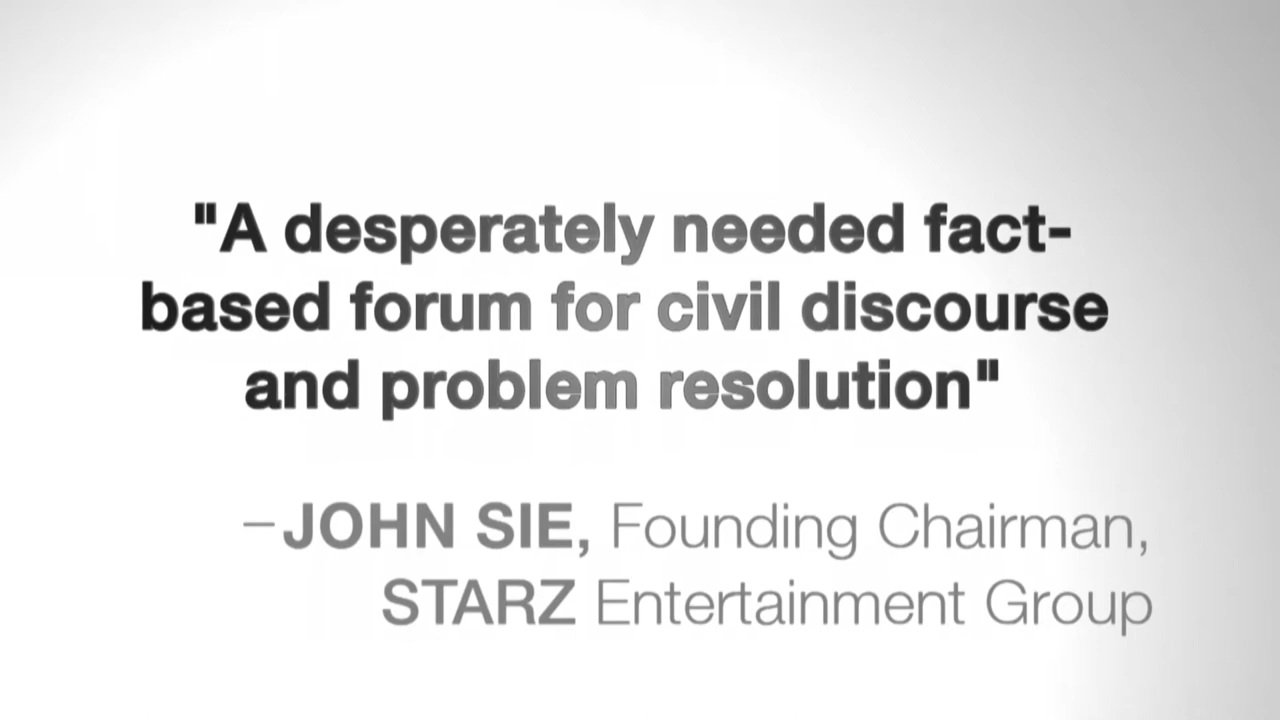 "A desperately needed fact-
based forum for civil discourse
and problem resolution"
–JOHN SIE, Founding Chairman,
STARZ Entertainment Group